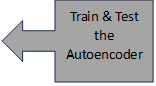 Train & Test
the
Autoencoder